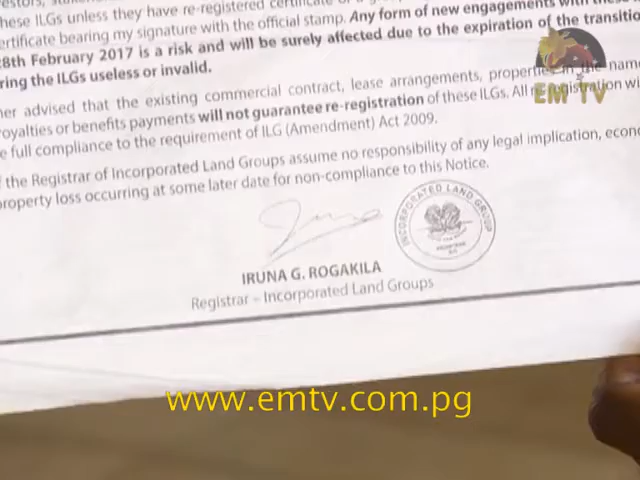 these ILGs unless they have re-registered
certificate bearing my signature with the official stamp. Any form of new engagements with
28th February 2017 is a risk and will be surely affected due to the expiration of the
ring the ILGs useless or invalid.
her advised that the existing commercial contract, lease arrangements, properties in the name
royalties or benefits payments will not guarantee re-registration of these ILGs. All registration
e full compliance to the requirement of ILG (Amendment) Act 2009.
f the Registrar of Incorporated Land Groups assume no responsibility of any legal implication,
property loss occurring at some later date for non-compliance to this Notice.
INCORPORATED LAND GROUP
IRUNA G. ROGAKILA
Registrar – Incorporated Land Groups
EMTV
www.emtv.com.pg